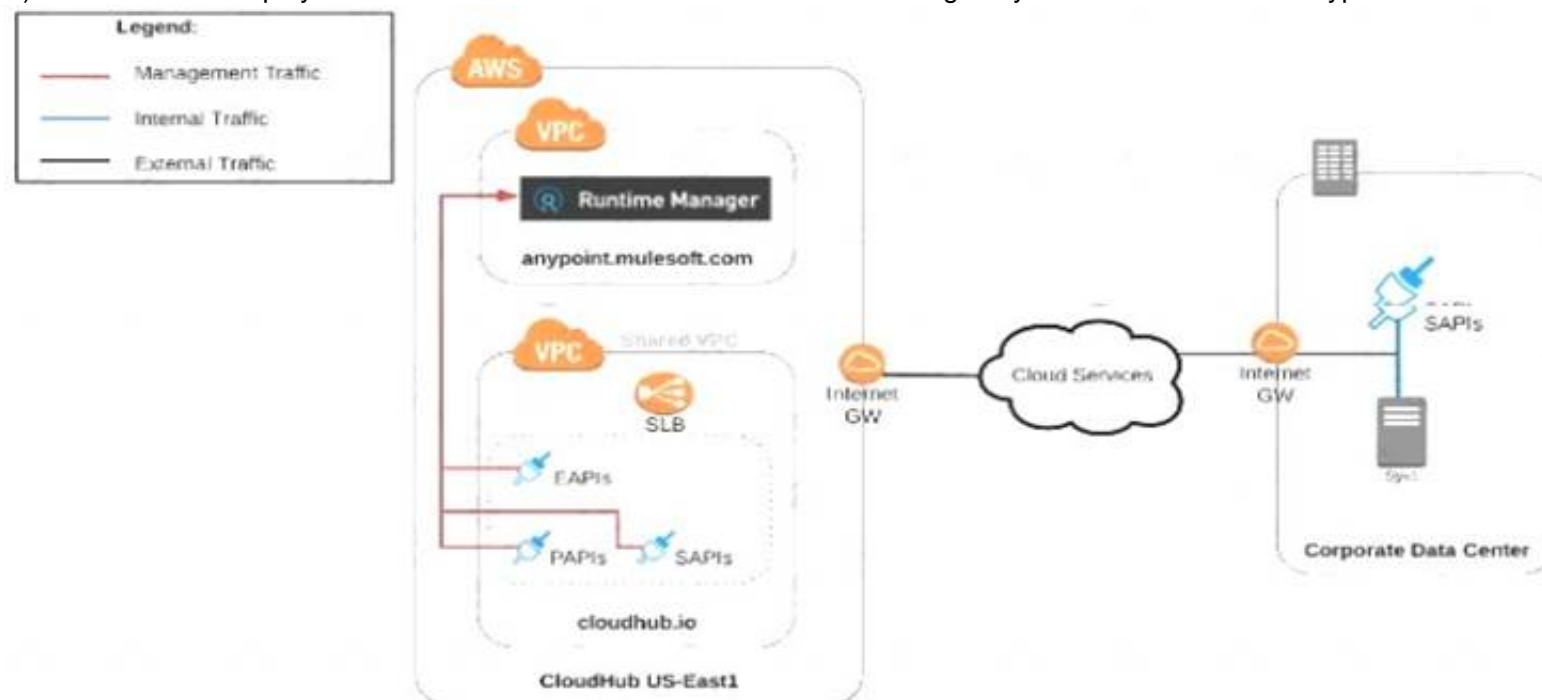 Legend:
Management Traffic
Internal Traffic
External Traffic
AWS
VPC
R Runtime Manager
anypoint.mulesoft.com
VPC
Shared VPC
SLB
EAPIs
PAPIs
SAPIs
cloudhub.io
CloudHub US-East1
Internet
GW
Cloud Services
Internet
GW
SAPIs
Corporate Data Center